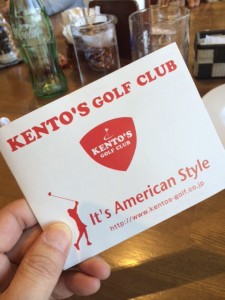 KENTO'S GOLF CLUB
KENTO'S
GOLF CLUB
It's American Style
http://www.kentos-golf.co.jp